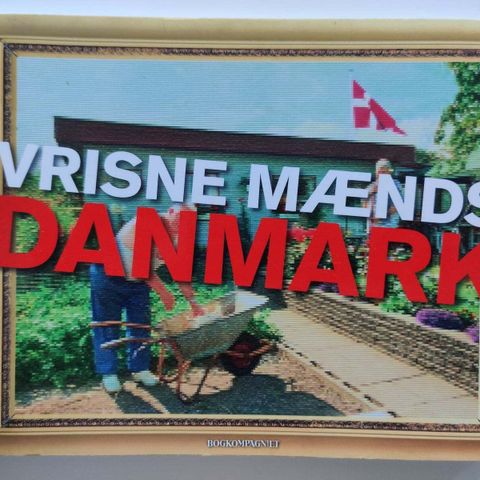 VRISNE MÆNDS
DANMARK
BOGKOMPAGNIET